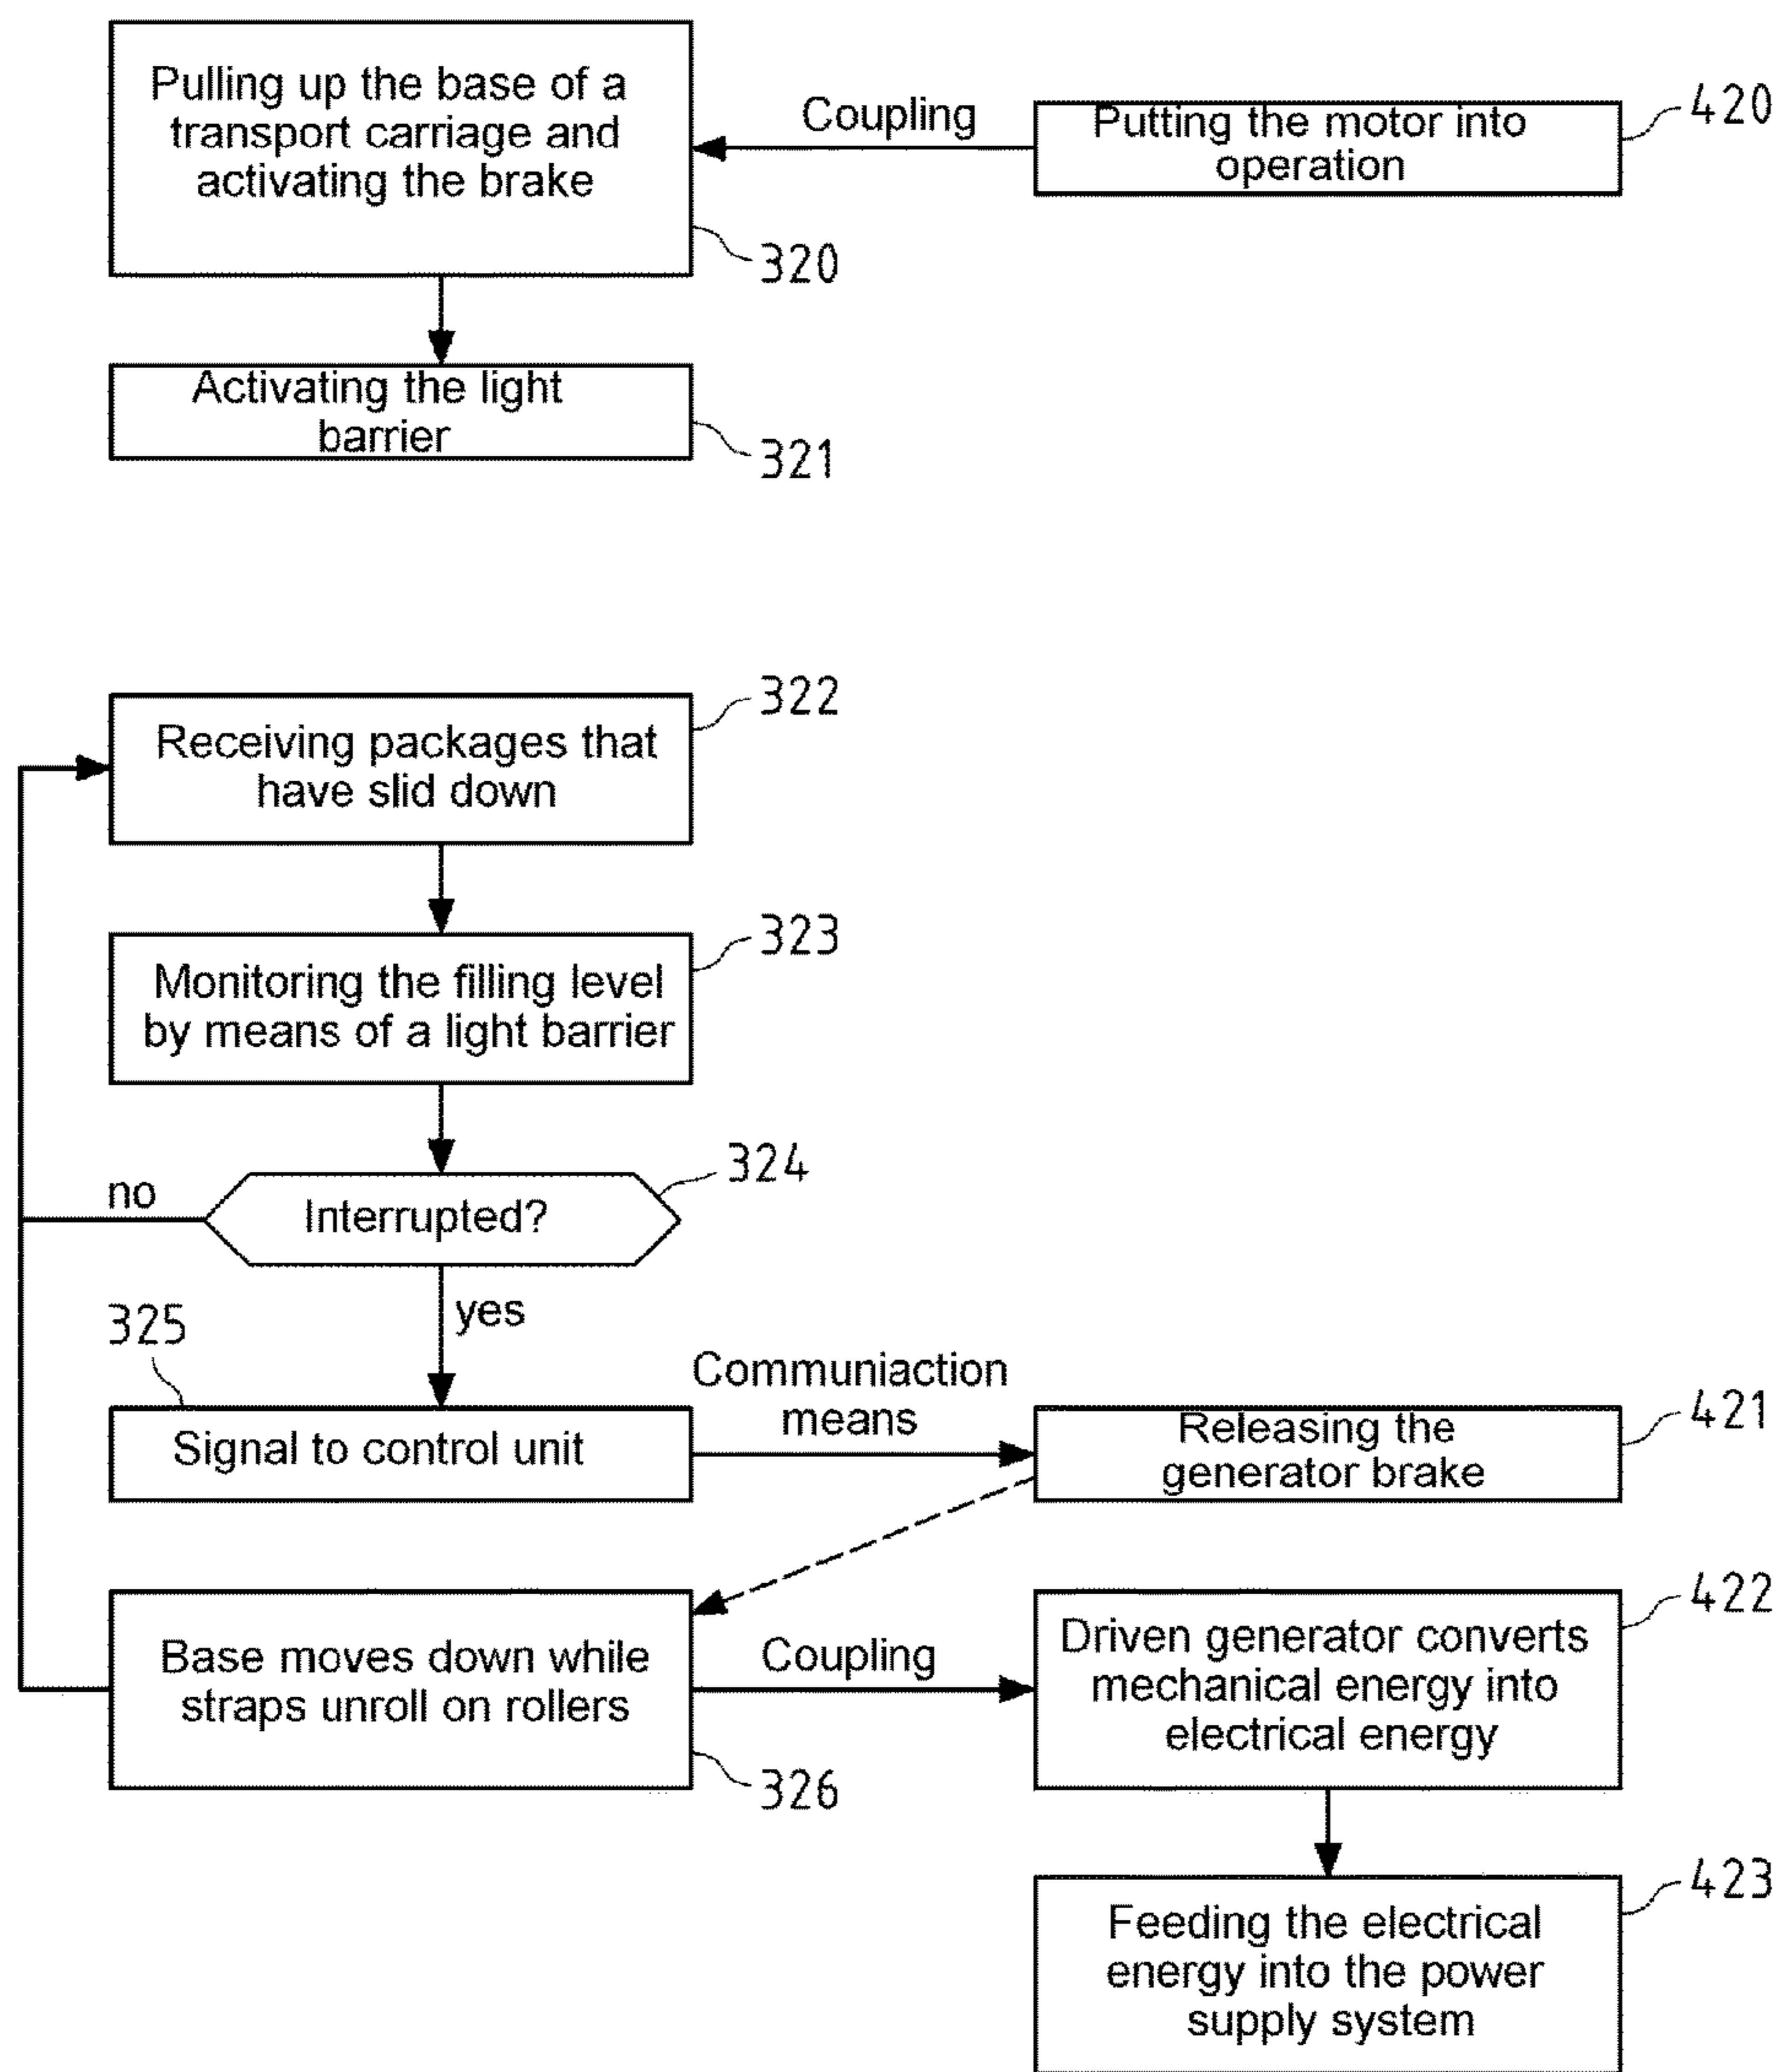 Pulling up the base of a
transport carriage and
activating the brake
320
Coupling
Putting the motor into
operation
420
Activating the light
barrier
321
322
Receiving packages that
have slid down
323
Monitoring the filling level
by means of a light barrier
324
Interrupted?
no
yes
325
Signal to control unit
Communiaction
means
Releasing the
generator brake
421
Base moves down while
straps unroll on rollers
326
Coupling
Driven generator converts
mechanical energy into
electrical energy
422
Feeding the electrical
energy into the power
supply system
423